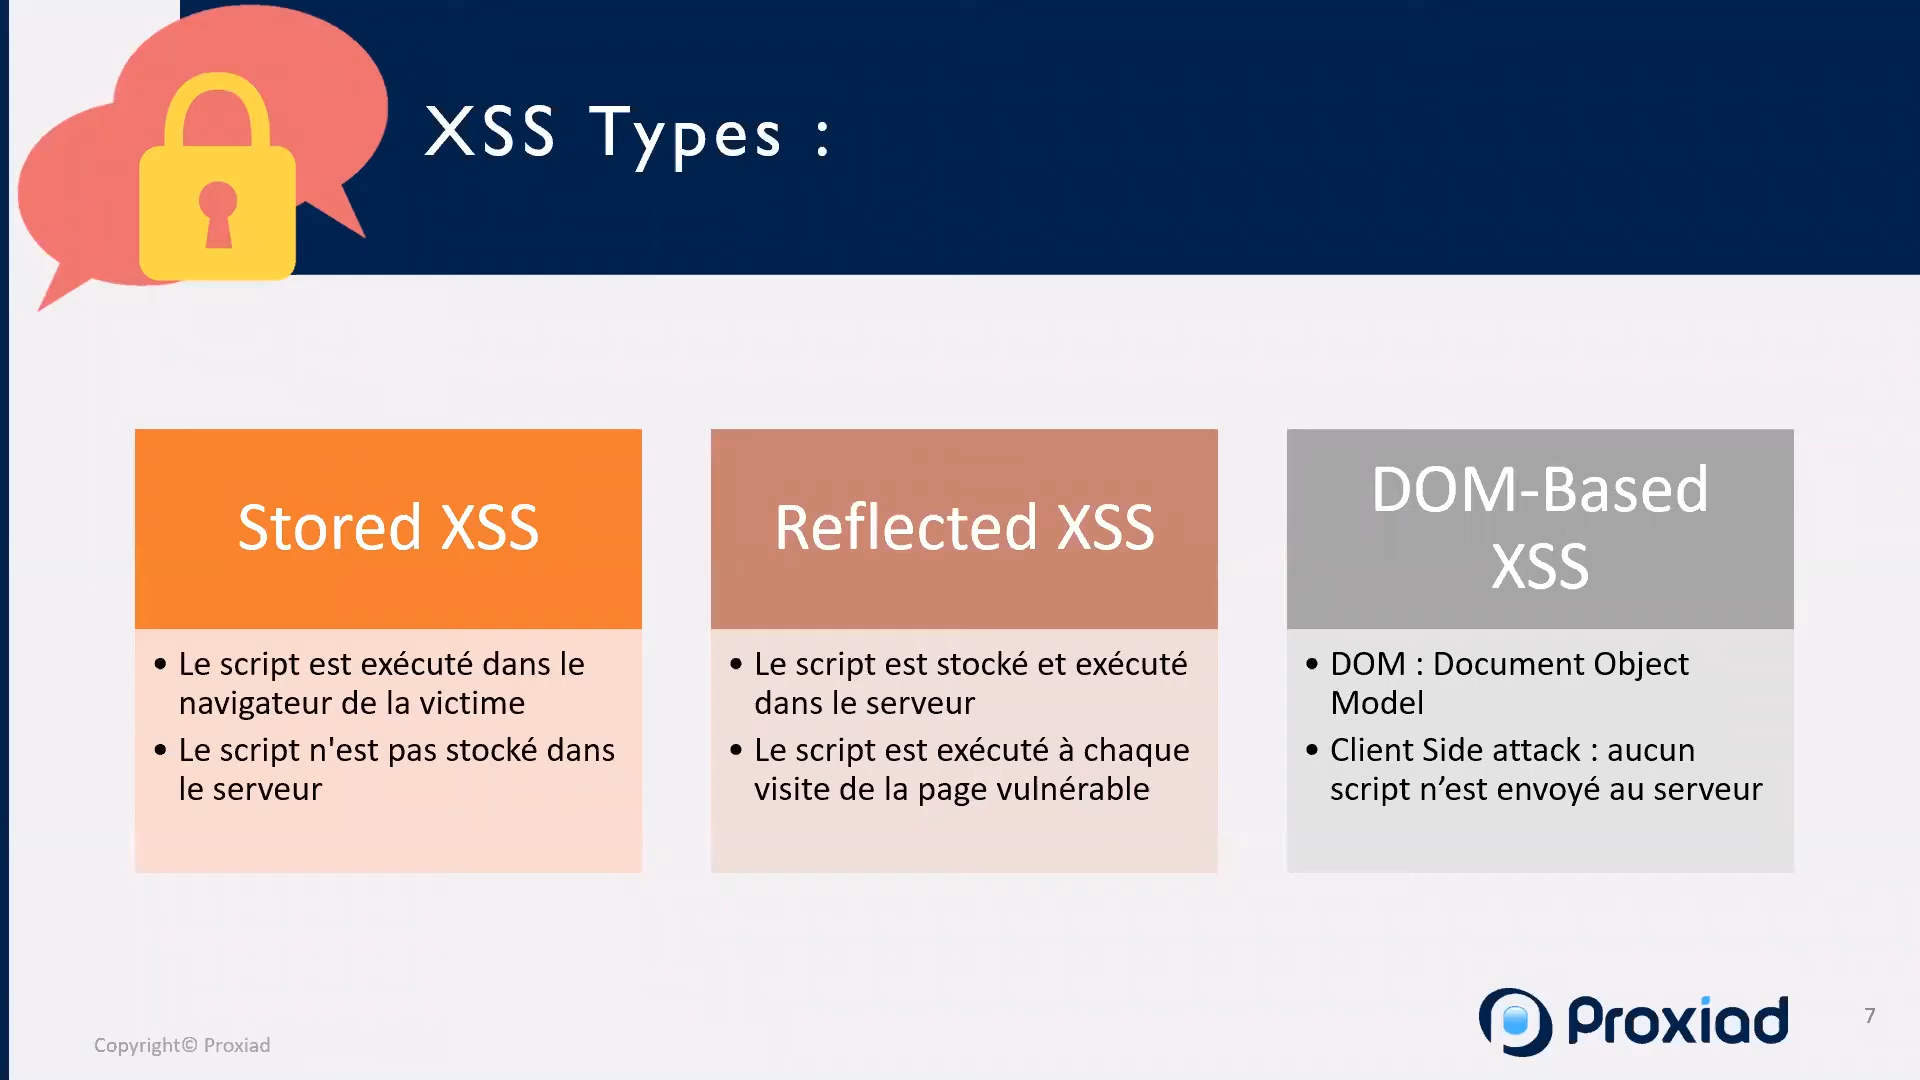 XSS Types :
Stored XSS
• Le script est exécuté dans le
navigateur de la victime
• Le script n'est pas stocké dans
le serveur
Reflected XSS
• Le script est stocké et exécuté
dans le serveur
• Le script est exécuté à chaque
visite de la page vulnérable
DOM-Based
XSS
• DOM : Document Object
Model
• Client Side attack : aucun
script n’est envoyé au serveur
Copyright© Proxiad
Proxiad
7